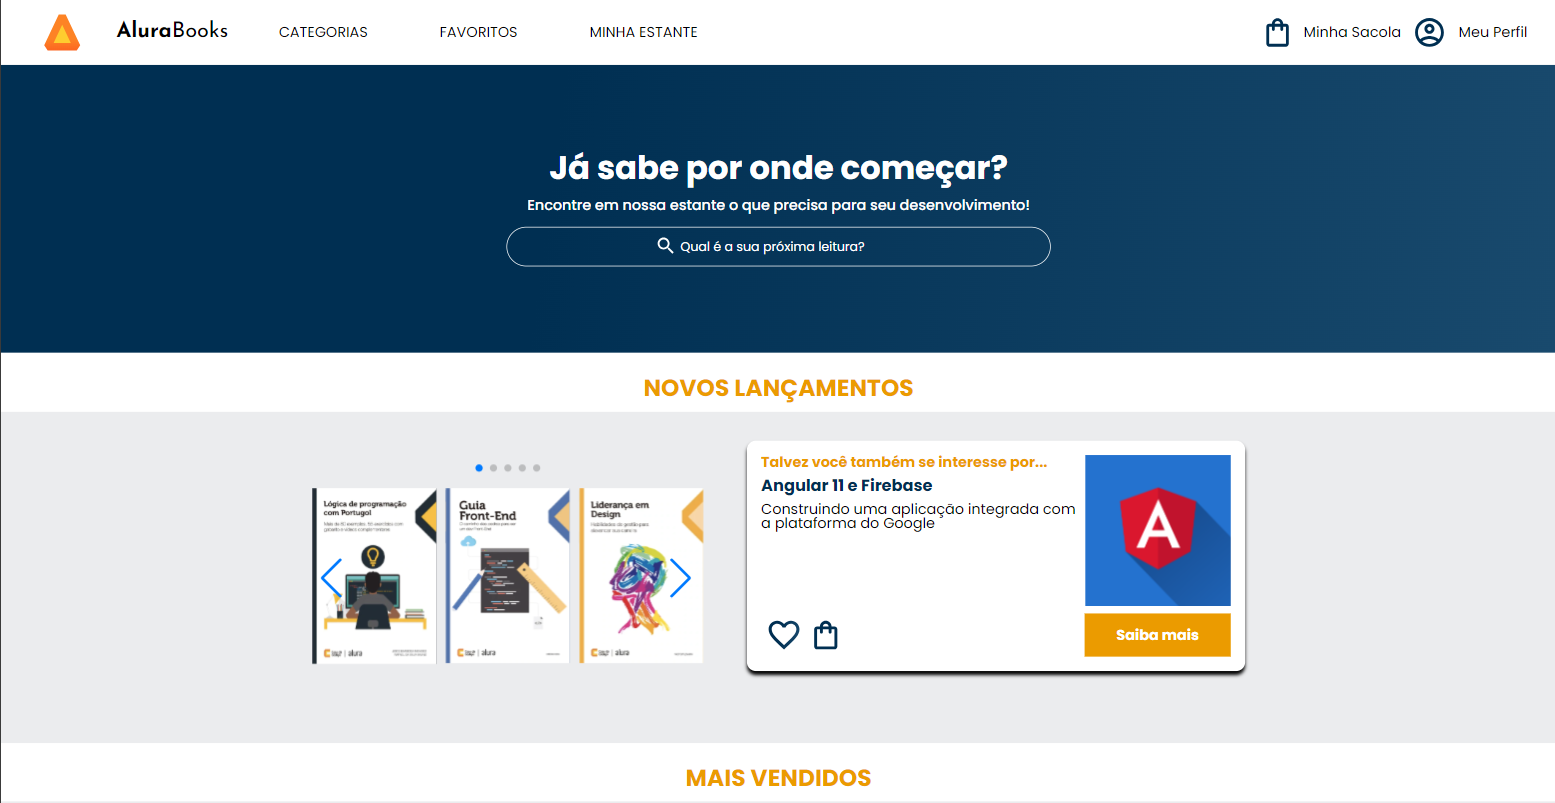 AluraBooks
CATEGORIAS
FAVORITOS
MINHA ESTANTE
Minha Sacola
Meu Perfil
Já sabe por onde começar?
Encontre em nossa estante o que precisa para seu desenvolvimento!
Qual é a sua próxima leitura?
NOVOS LANÇAMENTOS
Lógica de programação
com Portugol
Guia
Front-End
Liderança em
Design
alura
alura
alura
Talvez você também se interesse por...
Angular 11 e Firebase
Construindo uma aplicação integrada com
a plataforma do Google
A
Saiba mais
MAIS VENDIDOS